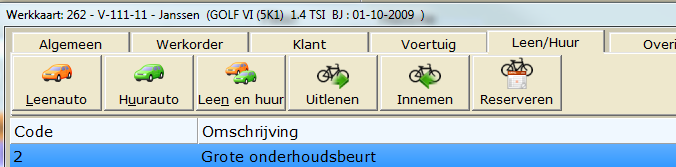 Werkkaart: 262 - V-111-11 - Janssen (GOLF VI (5K1) 1.4 TSI BJ : 01-10-2009 )
Algemeen Werkorder Klant Voertuig Leen/Huur Overi
Leenauto Huurauto Leen en huur Uitlenen Innemen Reserveren
Code Omschrijving
2 Grote onderhoudsbeurt